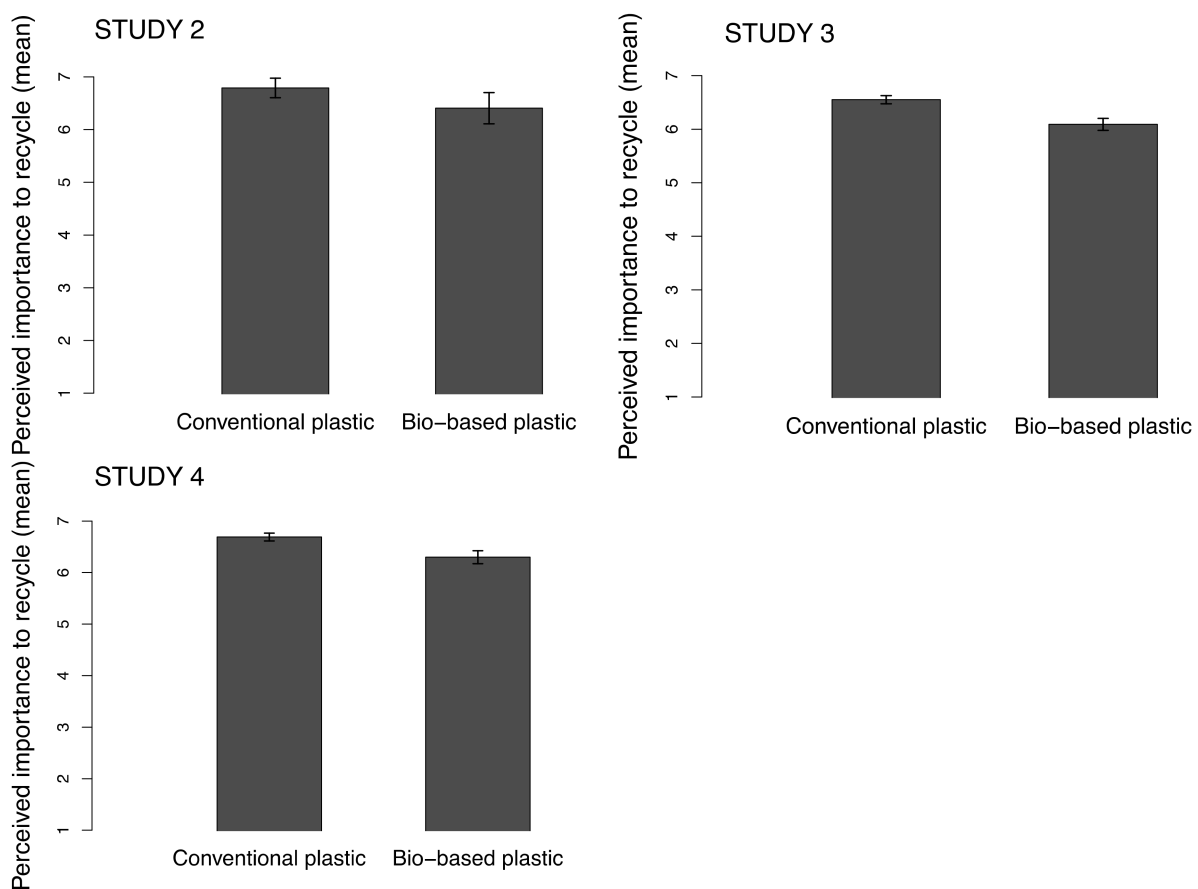 STUDY 2
Perceived importance to recycle (mean)
7
6
5
4
3
2
1
Conventional plastic
Bio−based plastic
STUDY 3
Perceived importance to recycle (mean)
7
6
5
4
3
2
1
Conventional plastic
Bio−based plastic
STUDY 4
Perceived importance to recycle (mean)
7
6
5
4
3
2
1
Conventional plastic
Bio−based plastic